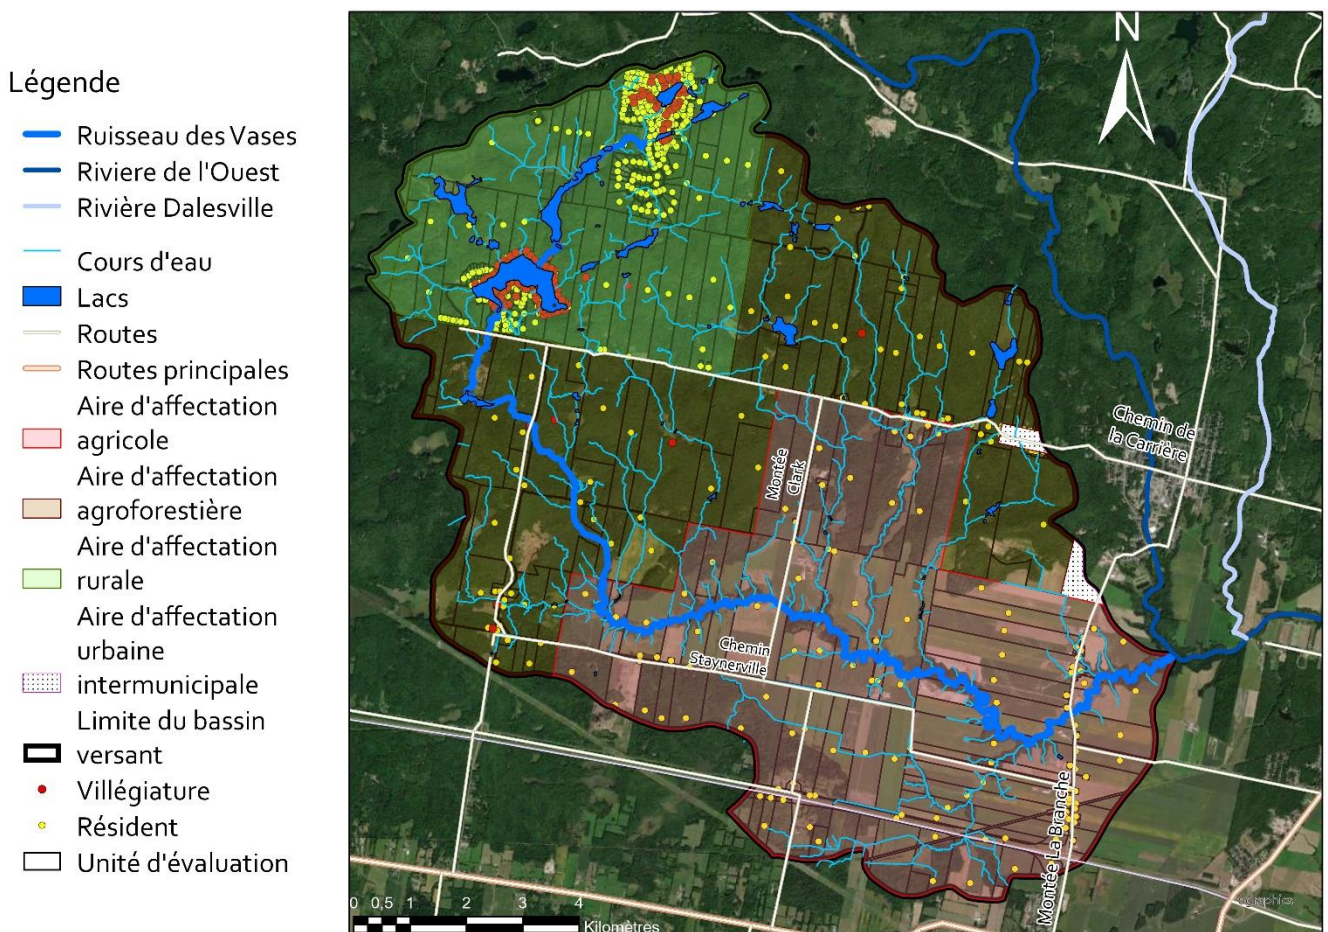 Légende
Ruisseau des Vases
Riviere de l'Ouest
Rivière Dalesville
Cours d'eau
Lacs
Routes
Routes principales
Aire d'affectation
agricole
Aire d'affectation
agroforestière
Aire d'affectation
rurale
Aire d'affectation
urbaine
intermunicipale
Limite du bassin
versant
Villégiature
Résident
Unité d'évaluation
N
Chemin de
la Carrière
Montée
Clark
Chemin
Staynerville
Montée La Branche
0 0,5 1 2 3 4
Kilomètres